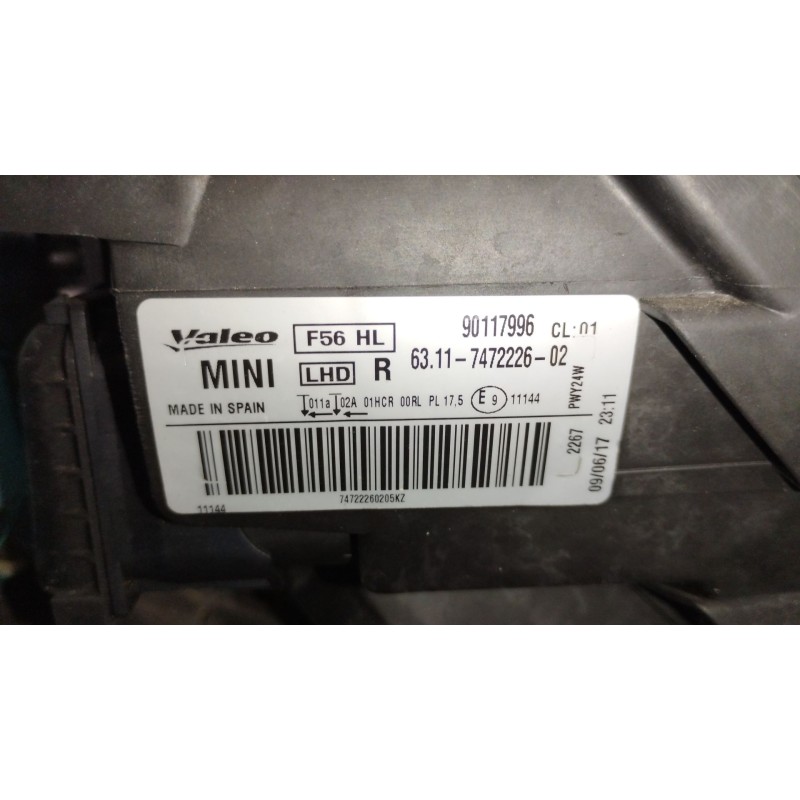 Valeo F56 HL 90117996 CL:01
MINI LHD R 63.11-7472226-02
MADE IN SPAIN 011a 02A 01HCR 00RL PL 17,5 E 9 11144
PWY24W
2267
09/06/17 23:11
74722260205KZ
11144